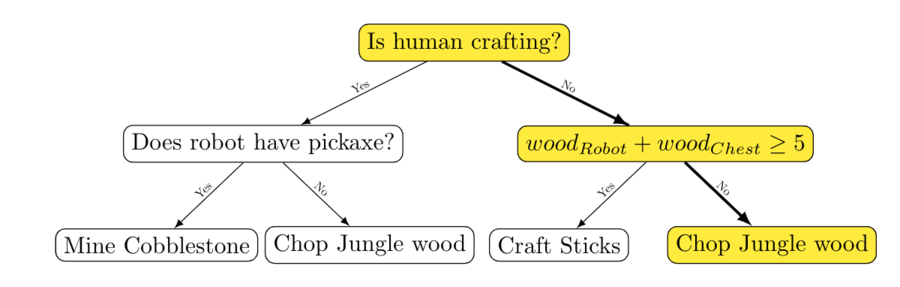 Is human crafting?
Yes
No
Does robot have pickaxe?
wood_{Robot} + wood_{Chest} ≥ 5
Yes
No
Yes
No
Mine Cobblestone
Chop Jungle wood
Craft Sticks
Chop Jungle wood